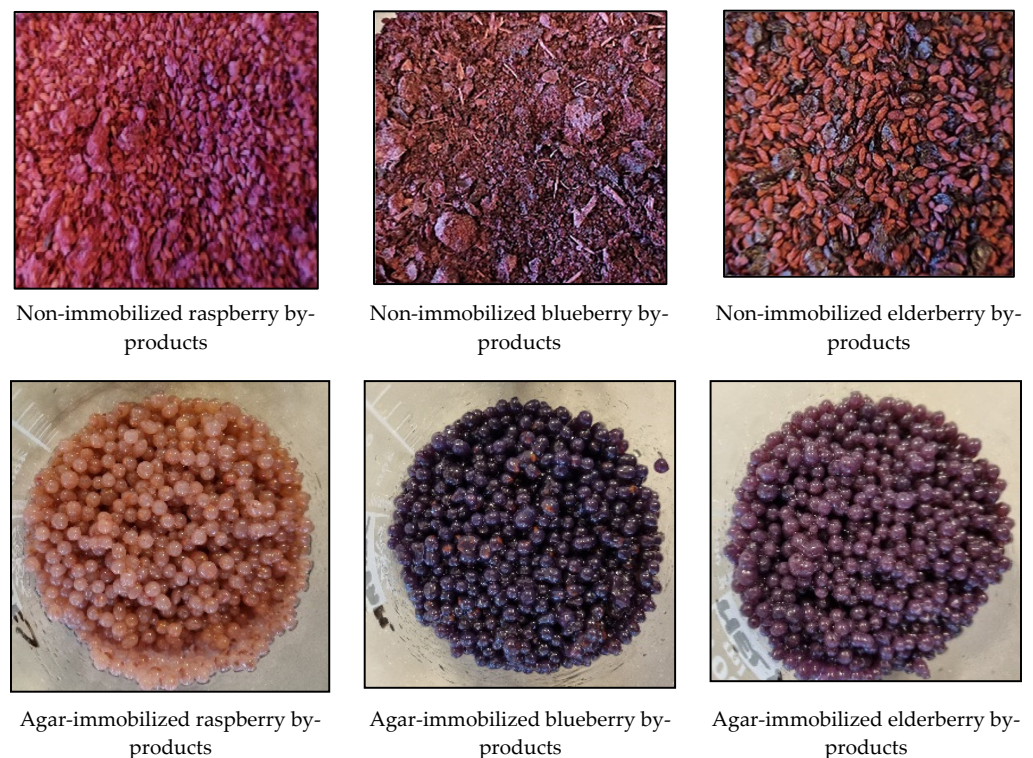 Non-immobilized raspberry by-
products
Non-immobilized blueberry by-
products
Non-immobilized elderberry by-
products
Agar-immobilized raspberry by-
products
Agar-immobilized blueberry by-
products
Agar-immobilized elderberry by-
products